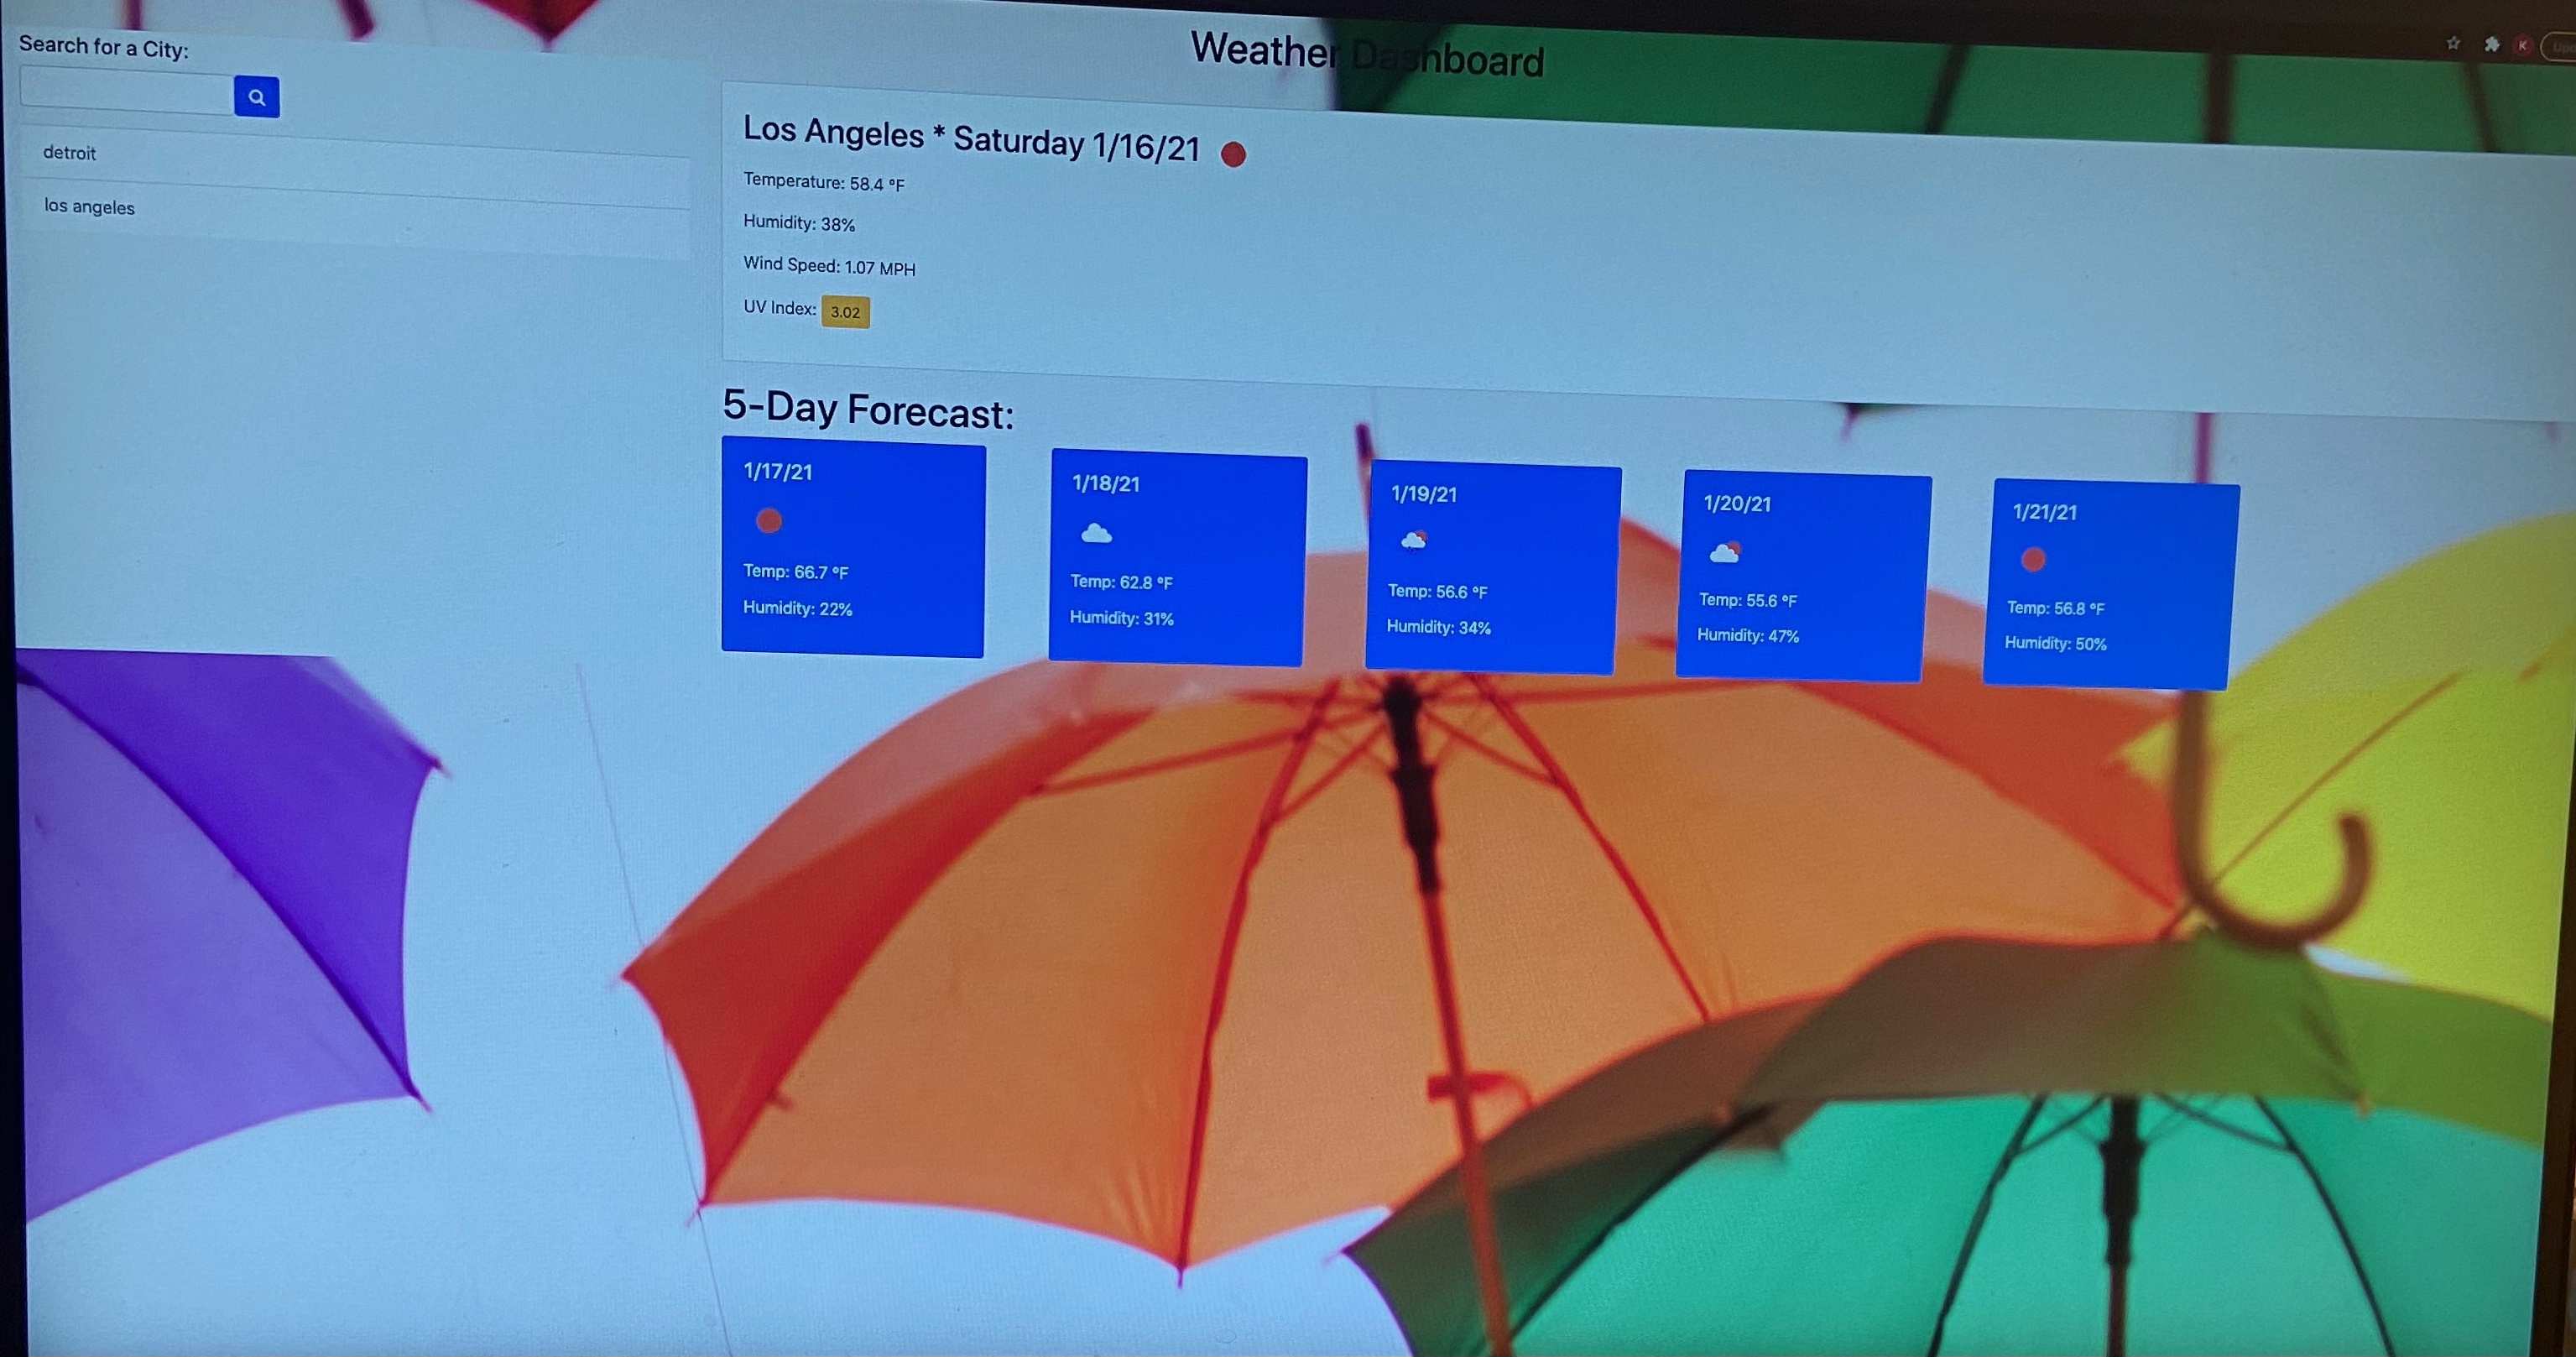 Weather Dashboard
K
Search for a City:
detroit
los angeles
Los Angeles * Saturday 1/16/21
Temperature: 58.4 °F
Humidity: 38%
Wind Speed: 1.07 MPH
UV Index: 3.02
5-Day Forecast:
1/17/21
Temp: 66.7 °F
Humidity: 22%
1/18/21
Temp: 62.8 °F
Humidity: 31%
1/19/21
Temp: 56.6 °F
Humidity: 34%
1/20/21
Temp: 55.6 °F
Humidity: 47%
1/21/21
Temp: 56.8 °F
Humidity: 50%